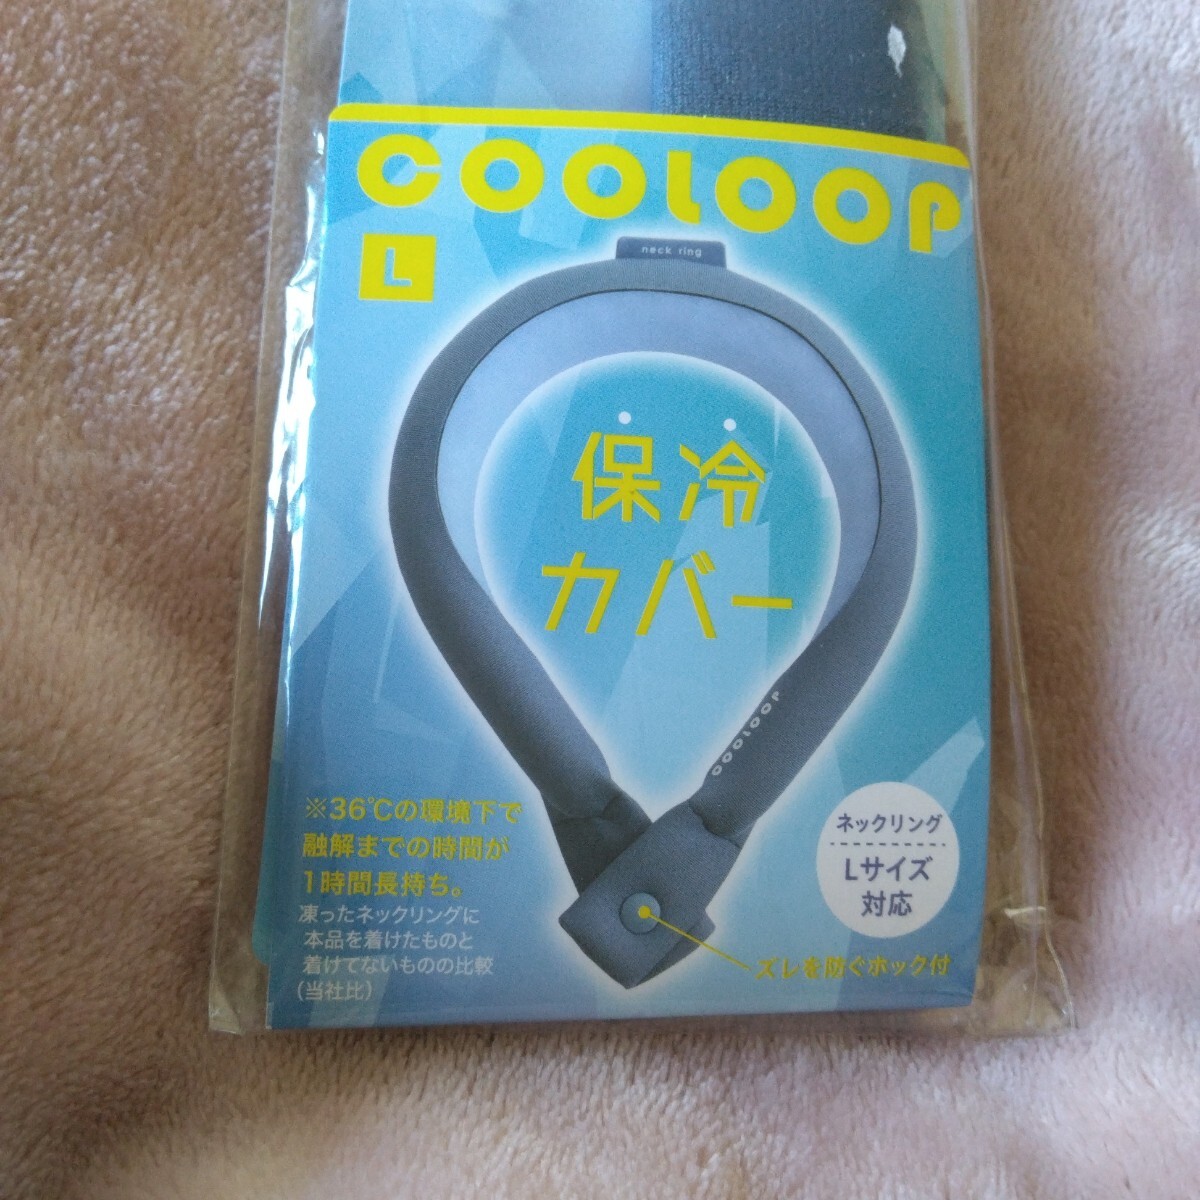 COOLOOP
L
neck ring
保冷
カバー
COOLOOP
※36℃の環境下で
融解までの時間が
1時間長持ち。
凍ったネックリングに
本品を着けたものと
着けてないものの比較
(当社比)
ネックリング
Lサイズ
対応
ズレを防ぐホック付